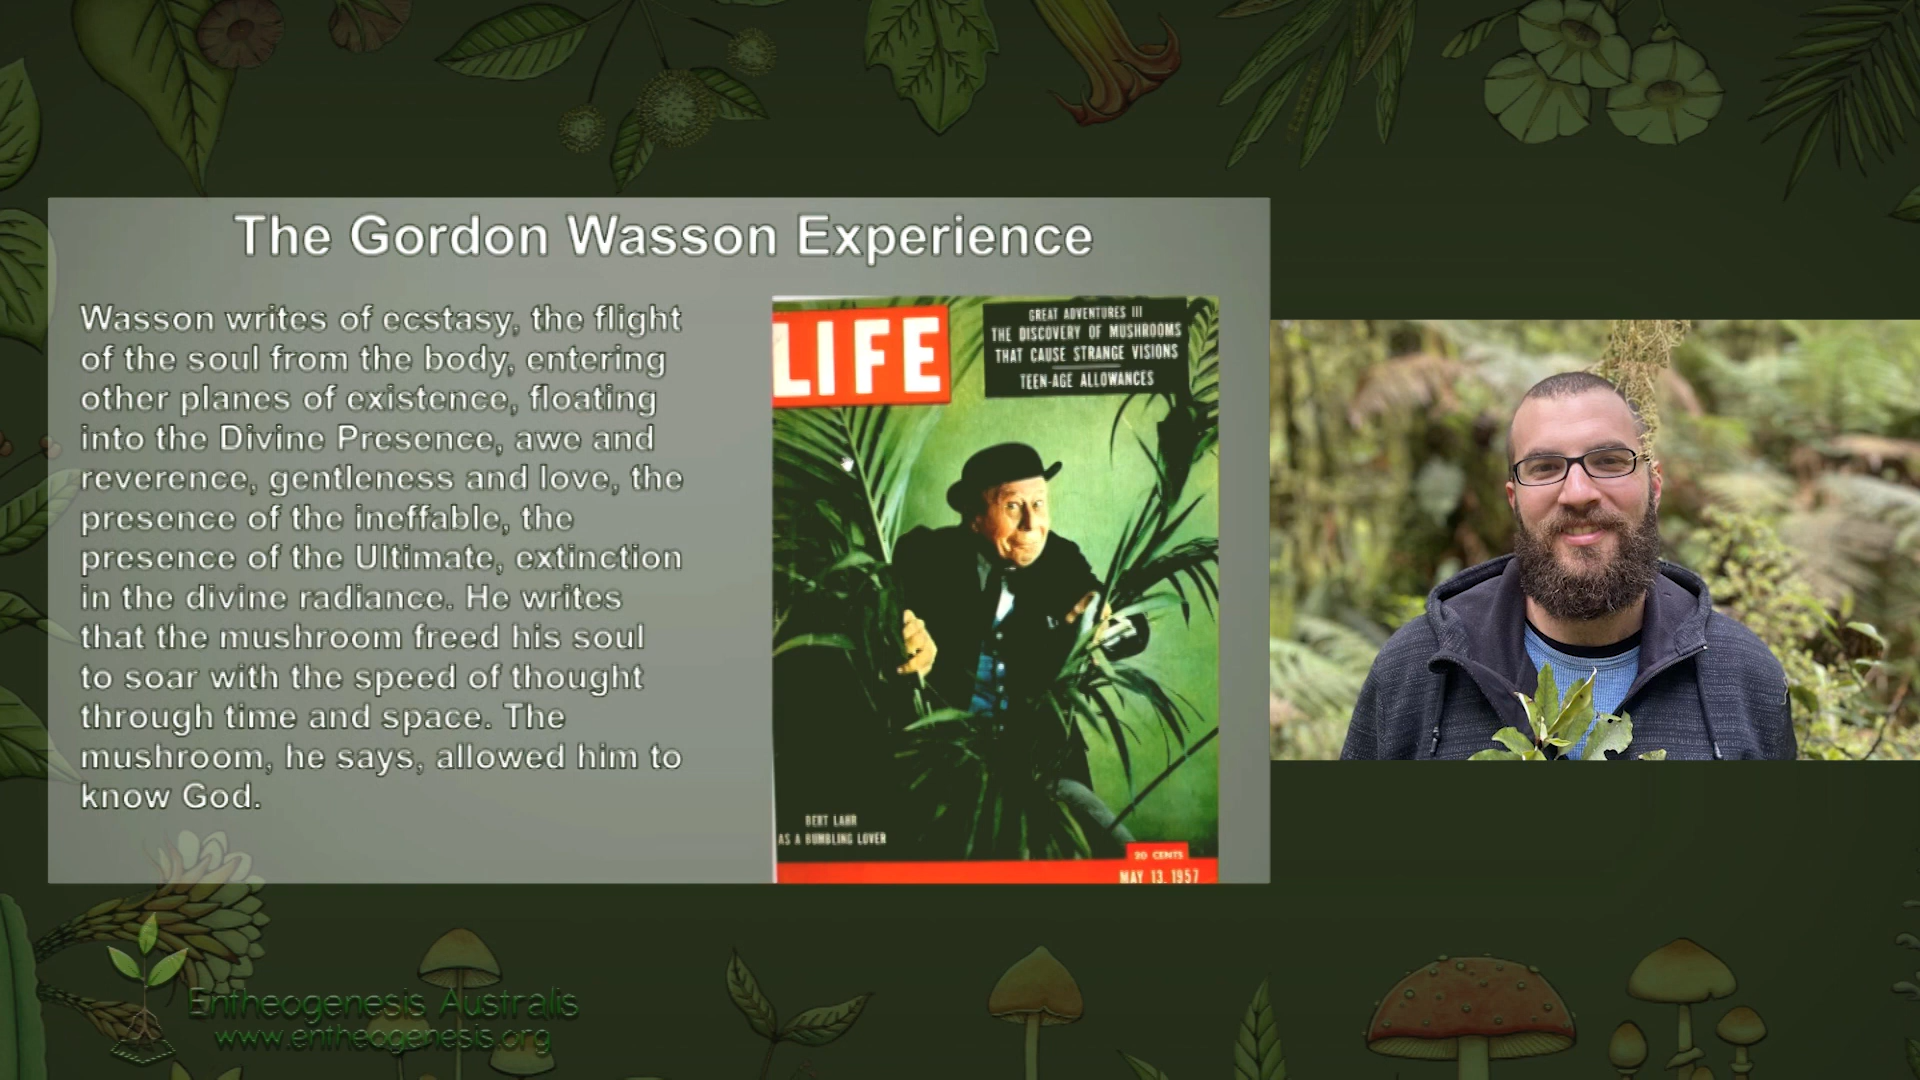 The Gordon Wasson Experience
Wasson writes of ecstasy, the flight
of the soul from the body, entering
other planes of existence, floating
into the Divine Presence, awe and
reverence, gentleness and love, the
presence of the ineffable, the
presence of the Ultimate, extinction
in the divine radiance. He writes
that the mushroom freed his soul
to soar with the speed of thought
through time and space. The
mushroom, he says, allowed him to
know God.
LIFE
GREAT ADVENTURES III
THE DISCOVERY OF MUSHROOMS
THAT CAUSE STRANGE VISIONS
TEEN-AGE ALLOWANCES
BERT LAHR
AS A BUMBLING LOVER
20 CENTS
MAY 13, 1957
Entheogenesis Australis
www.entheogenesis.org